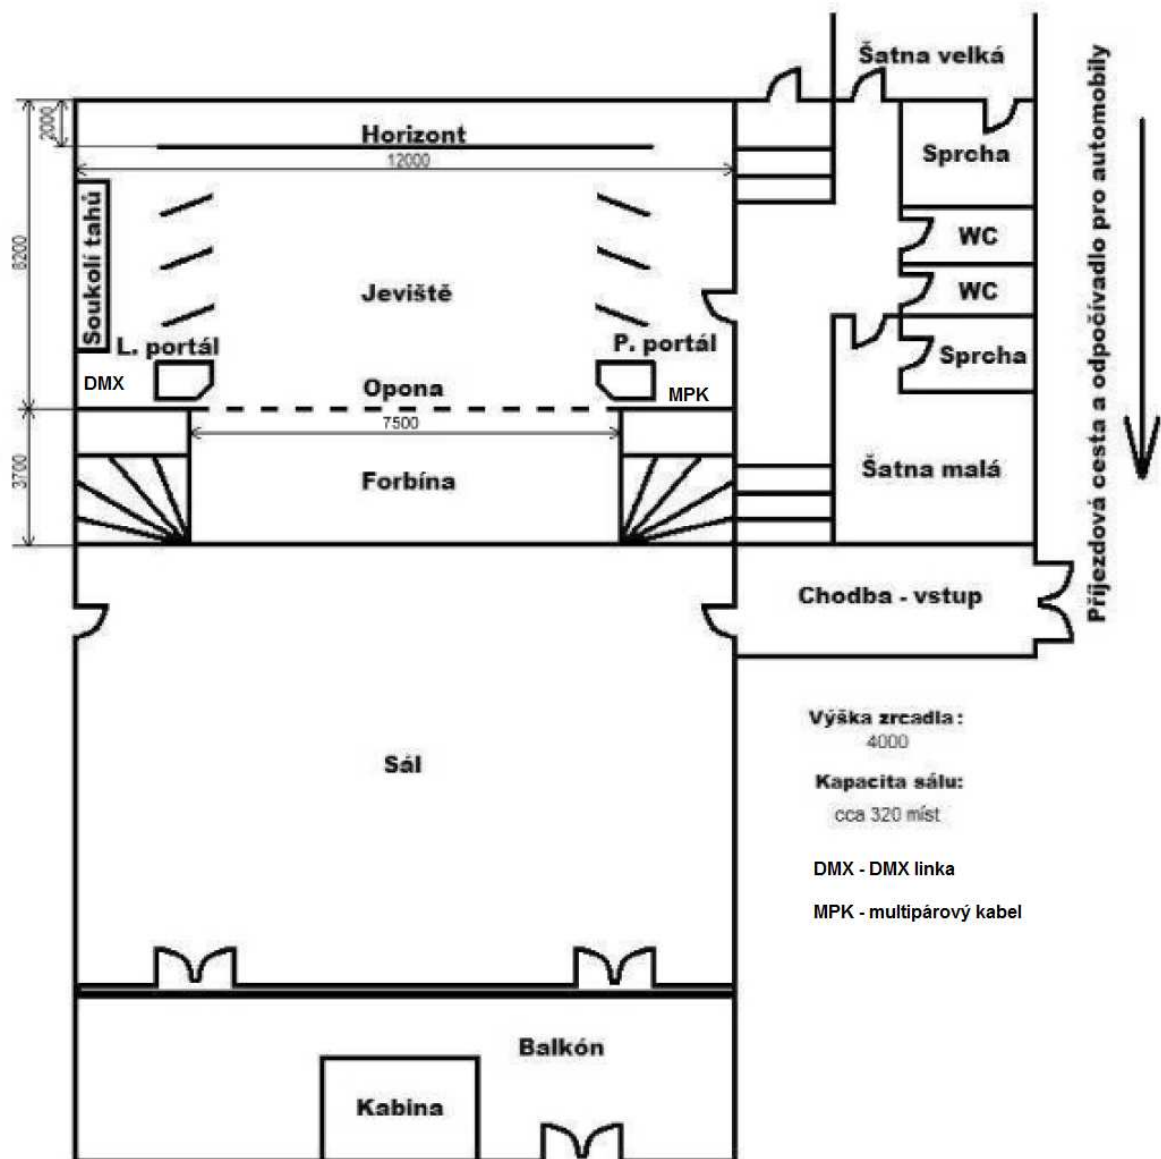 Šatna velká
2000
Horizont
12000
Sprcha
Příjezdová cesta a odpočívadlo pro automobily
Soukolí tahů
WC
8200
Jeviště
WC
L. portál
P. portál
Sprcha
DMX
Opona
MPK
7500
3700
Forbína
Šatna malá
Chodba - vstup
Výška zrcadla:
4000
Sál
Kapacita sálu:
cca 320 míst
DMX - DMX linka
MPK - multipárový kabel
Balkón
Kabina